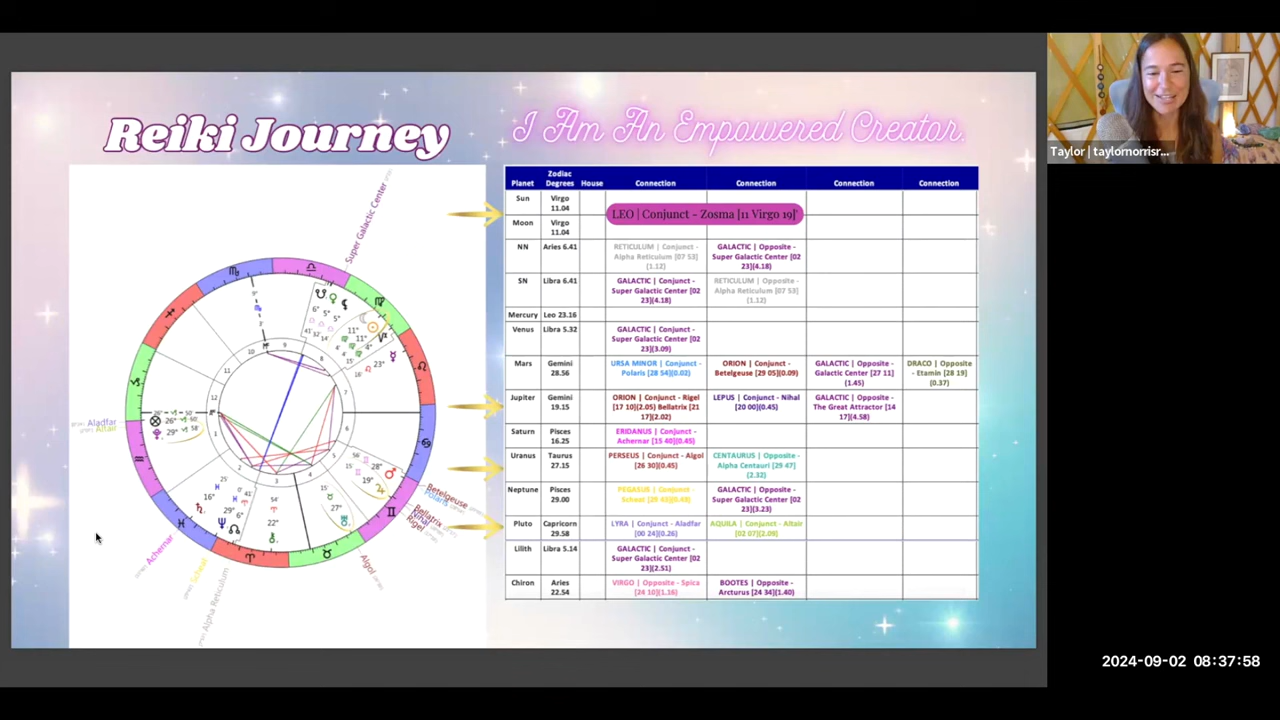 Reiki Journey
I Am An Empowered Creator.
Taylor | taylornorrisr...
Planet Zodiac Degrees House Connection Connection Connection Connection
Sun Virgo 11.04
LEO | Conjunct - Zosma [11 Virgo 19]'
Moon Virgo 11.04
NN Aries 6.41 RETICULUM | Conjunct - Alpha Reticulum [07 53] (1.12) GALACTIC | Opposite - Super Galactic Center [02 23](4.18)
SN Libra 6.41 GALACTIC | Conjunct - Super Galactic Center [02 23](4.18) RETICULUM | Opposite - Alpha Reticulum [07 53] (1.12)
Mercury Leo 23.16
Venus Libra 5.32 GALACTIC | Conjunct - Super Galactic Center [02 23](3.09)
Mars Gemini 28.56 URSA MINOR | Conjunct - Polaris [28 54](0.02) ORION | Conjunct - Betelgeuse [29 05](0.09) GALACTIC | Opposite - Galactic Center [27 11] (1.45) DRACO | Opposite - Etamin [28 19] (0.37)
Jupiter Gemini 19.15 ORION | Conjunct - Rigel [17 10](2.05) Bellatrix [21 17](2.02) LEPUS | Conjunct - Nihal [20 00](0.45) GALACTIC | Opposite - The Great Attractor [14 17](4.58)
Saturn Pisces 16.25 ERIDANUS | Conjunct - Achernar [15 40](0.45)
Uranus Taurus 27.15 PERSEUS | Conjunct - Algol [26 30](0.45) CENTAURUS | Opposite - Alpha Centauri [29 47] (2.32)
Neptune Pisces 29.00 PEGASUS | Conjunct - Scheat GALACTIC | Opposite - Super Galactic Center [02 23](3.23)
Pluto Capricorn 29.58 LYRA | Conjunct - Aladfar [00 24](0.26) AQUILA | Conjunct - Altair [02 07](2.09)
Lilith Libra 5.14 GALACTIC | Conjunct - Super Galactic Center [02 23](2.51)
Chiron Aries 22.54 VIRGO | Opposite - Spica [24 10](1.16) BOOTES | Opposite - Arcturus [24 34](1.40)
Super Galactic Center
Aladfar
Altair
Achernar
Scheat
Alpha Reticulum
Algol
Betelgeuse
Polaris
Bellatrix
Nihal
Rigel
2024-09-02 08:37:58